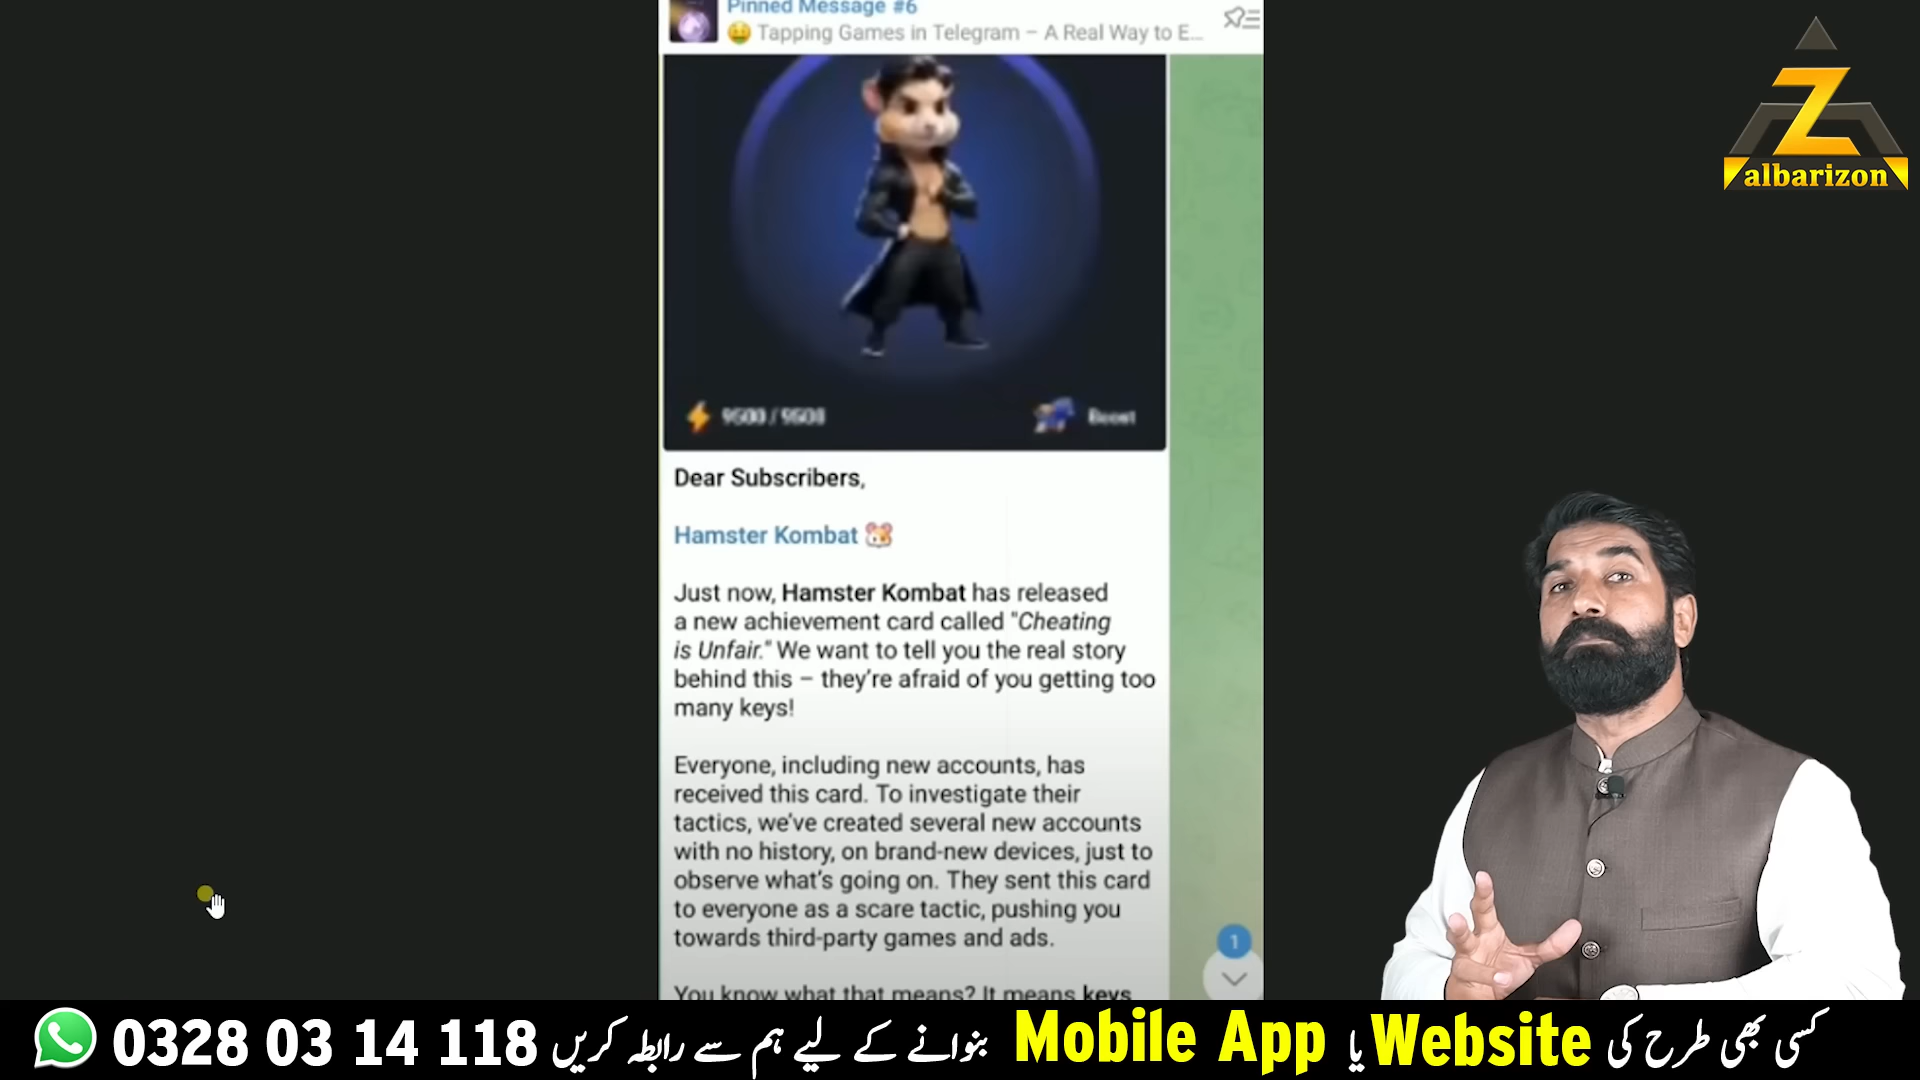 Pinned Message #6
Tapping Games in Telegram – A Real Way to E...
Z
albarizon
9500 / 9500
Boost
Dear Subscribers,
Hamster Kombat
Just now, Hamster Kombat has released
a new achievement card called "Cheating
is Unfair." We want to tell you the real story
behind this – they're afraid of you getting too
many keys!
Everyone, including new accounts, has
received this card. To investigate their
tactics, we've created several new accounts
with no history, on brand-new devices, just to
observe what's going on. They sent this card
to everyone as a scare tactic, pushing you
towards third-party games and ads.
You know what that means? It means keys
1
کسی بھی طرح کی Website یا Mobile App بنوانے کے لیے ہم سے رابطہ کریں 0328 03 14 118